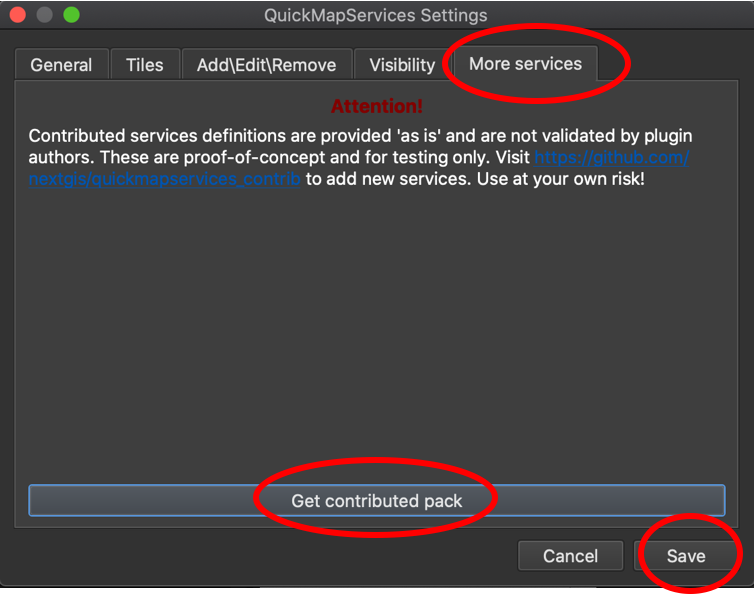 QuickMapServices Settings
General Tiles Add\Edit\Remove Visibility More services
Attention!
Contributed services definitions are provided 'as is' and are not validated by plugin
authors. These are proof-of-concept and for testing only. Visit https://github.com/
nextgis/quickmapservices_contrib to add new services. Use at your own risk!
Get contributed pack
Cancel Save